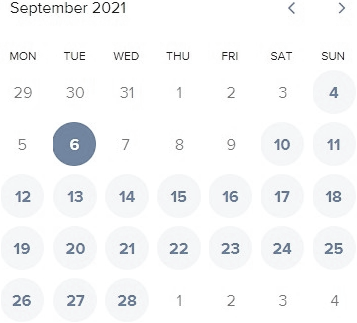 September 2021
MON TUE WED THU FRI SAT SUN
29 30 31 1 2 3 4
5 6 7 8 9 10 11
12 13 14 15 16 17 18
19 20 21 22 23 24 25
26 27 28 1 2 3 4